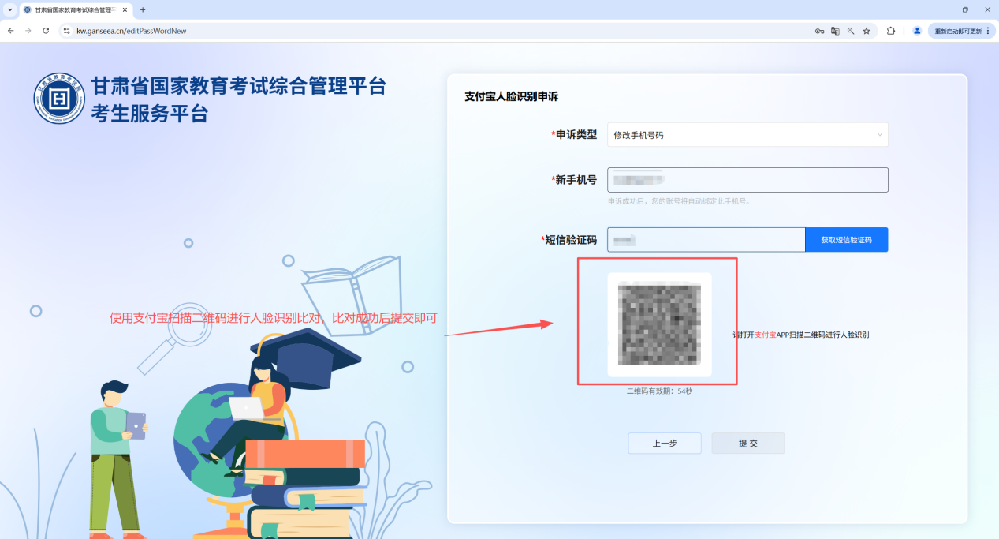 甘肃省国家教育考试综合管理平
kw.ganseea.cn/editPassWordNew
重新启动即可更新
甘肃省国家教育考试综合管理平台
考生服务平台
支付宝人脸识别申诉
*申诉类型
修改手机号码
*新手机号
申诉成功后，您的账号将自动绑定此手机号。
*短信验证码
获取短信验证码
使用支付宝扫描二维码进行人脸识别比对，比对成功后提交即可
请打开支付宝APP扫描二维码进行人脸识别
二维码有效期：54秒
上一步
提 交